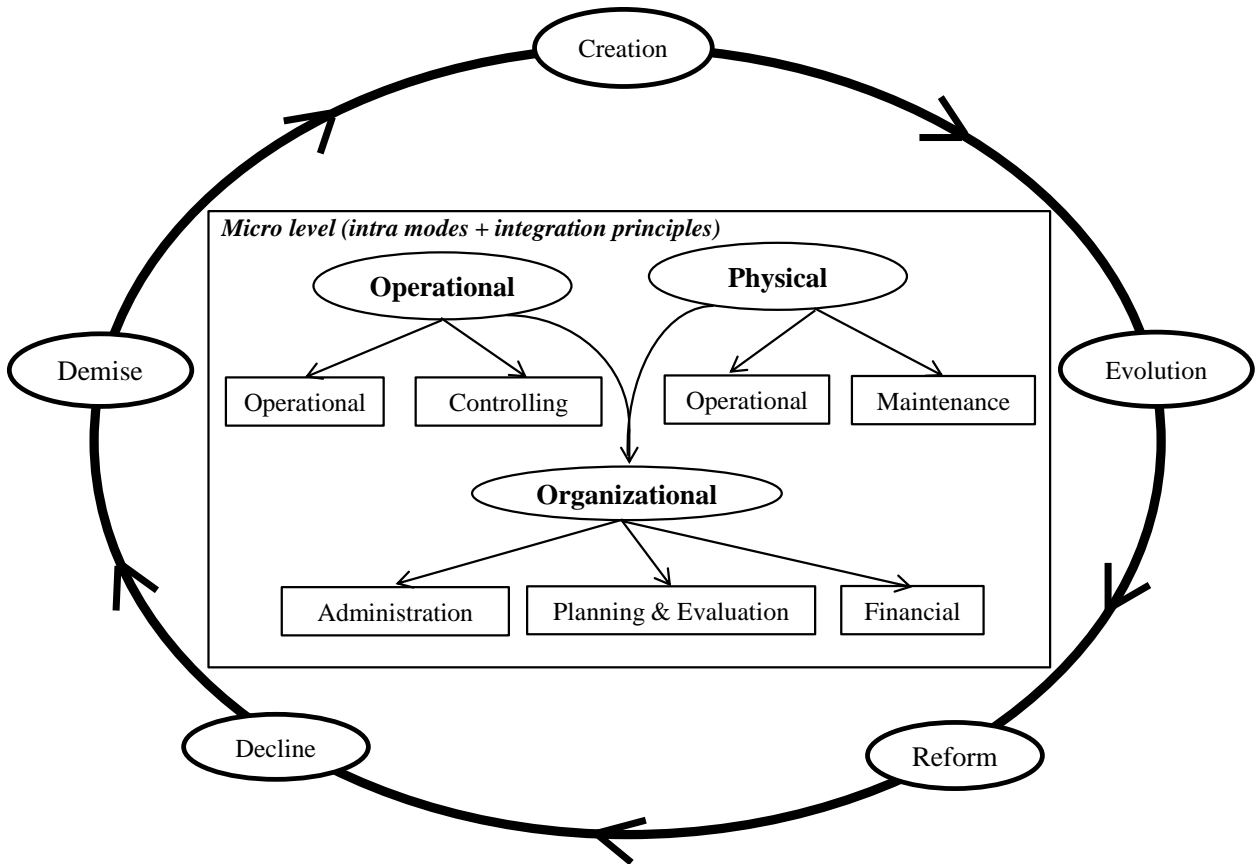 Creation
Micro level (intra modes + integration principles)
Operational
Physical
Demise
Evolution
Operational
Controlling
Operational
Maintenance
Organizational
Administration
Planning & Evaluation
Financial
Decline
Reform